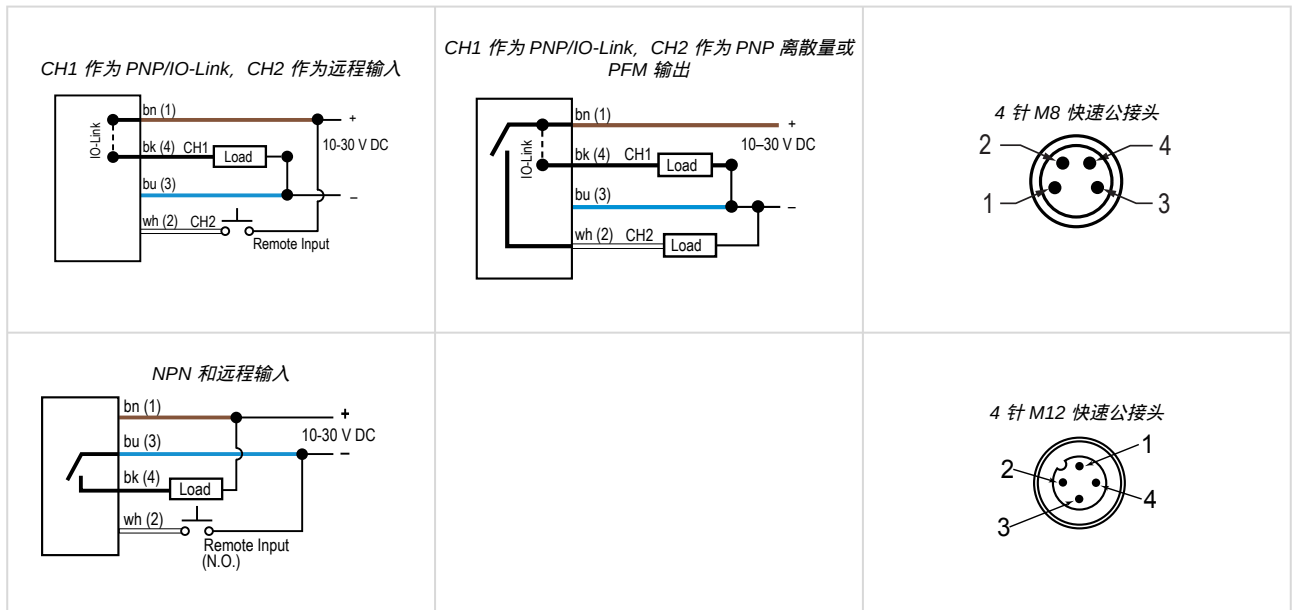 CH1 作为 PNP/IO-Link, CH2 作为远程输入
bn (1)
+
IO-Link
10-30 V DC
bk (4) CH1
Load
bu (3)
–
wh (2) CH2
Remote Input
CH1 作为 PNP/IO-Link, CH2 作为 PNP 离散量或
PFM 输出
bn (1)
+
IO-Link
10–30 V DC
bk (4) CH1
Load
bu (3)
–
wh (2) CH2
Load
4 针 M8 快速公接头
2
4
1
3
NPN 和远程输入
bn (1)
+
10-30 V DC
bu (3)
–
bk (4)
Load
wh (2)
Remote Input
(N.O.)
4 针 M12 快速公接头
1
2
4
3